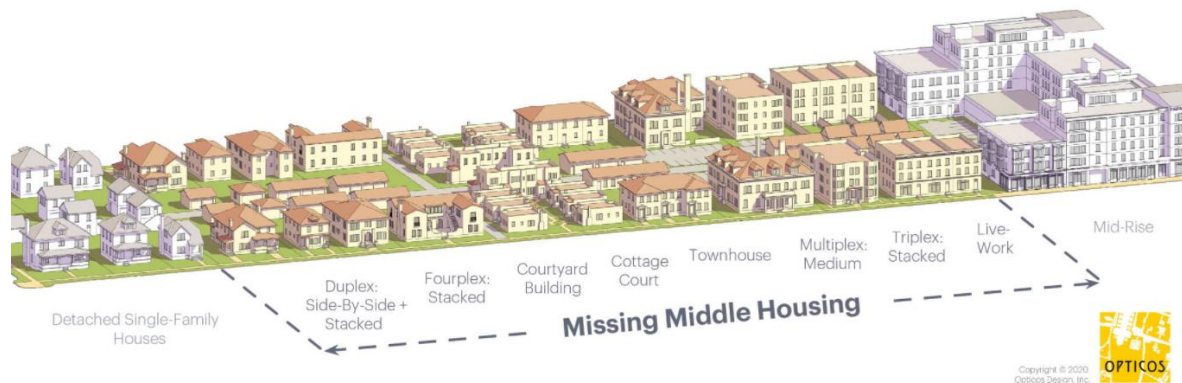 Detached Single-Family
Houses
Duplex:
Side-By-Side +
Stacked
Fourplex:
Stacked
Courtyard
Building
Cottage
Court
Townhouse
Multiplex:
Medium
Triplex:
Stacked
Live-
Work
Mid-Rise
Missing Middle Housing
Copyright © 2020
Opticos Design, Inc.
OPTICOS